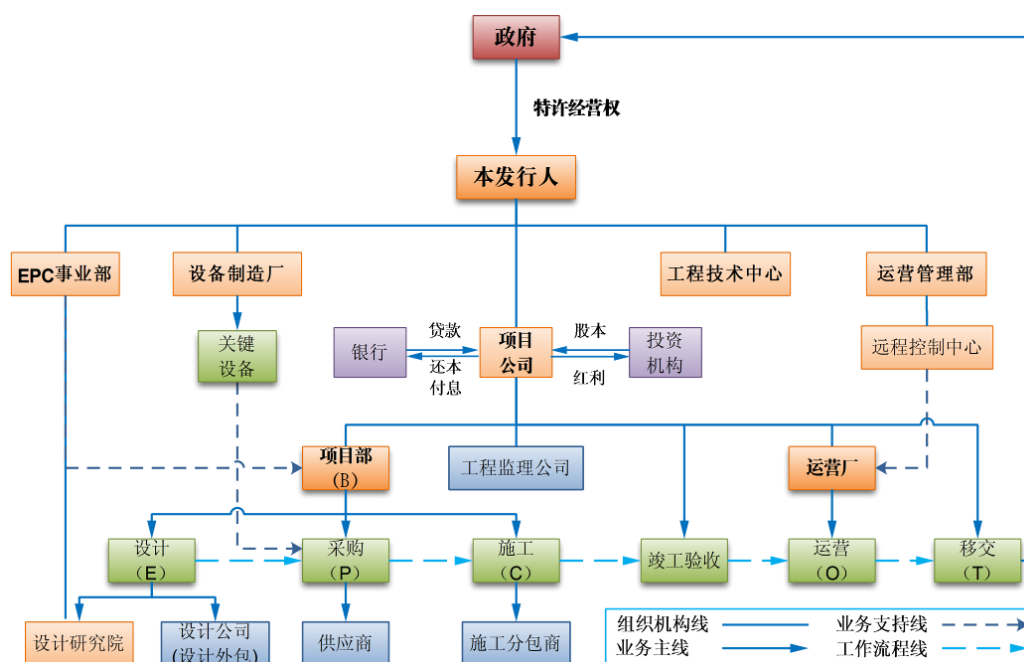 政府
特许经营权
本发行人
EPC事业部
设备制造厂
工程技术中心
运营管理部
关键
设备
银行
贷款
还本
付息
项目
公司
股本
红利
投资
机构
远程控制中心
项目部
（B）
工程监理公司
运营厂
设计
（E）
采购
（P）
施工
（C）
竣工验收
运营
（O）
移交
（T）
设计研究院
设计公司
(设计外包)
供应商
施工分包商
组织机构线
业务支持线
业务主线
工作流程线